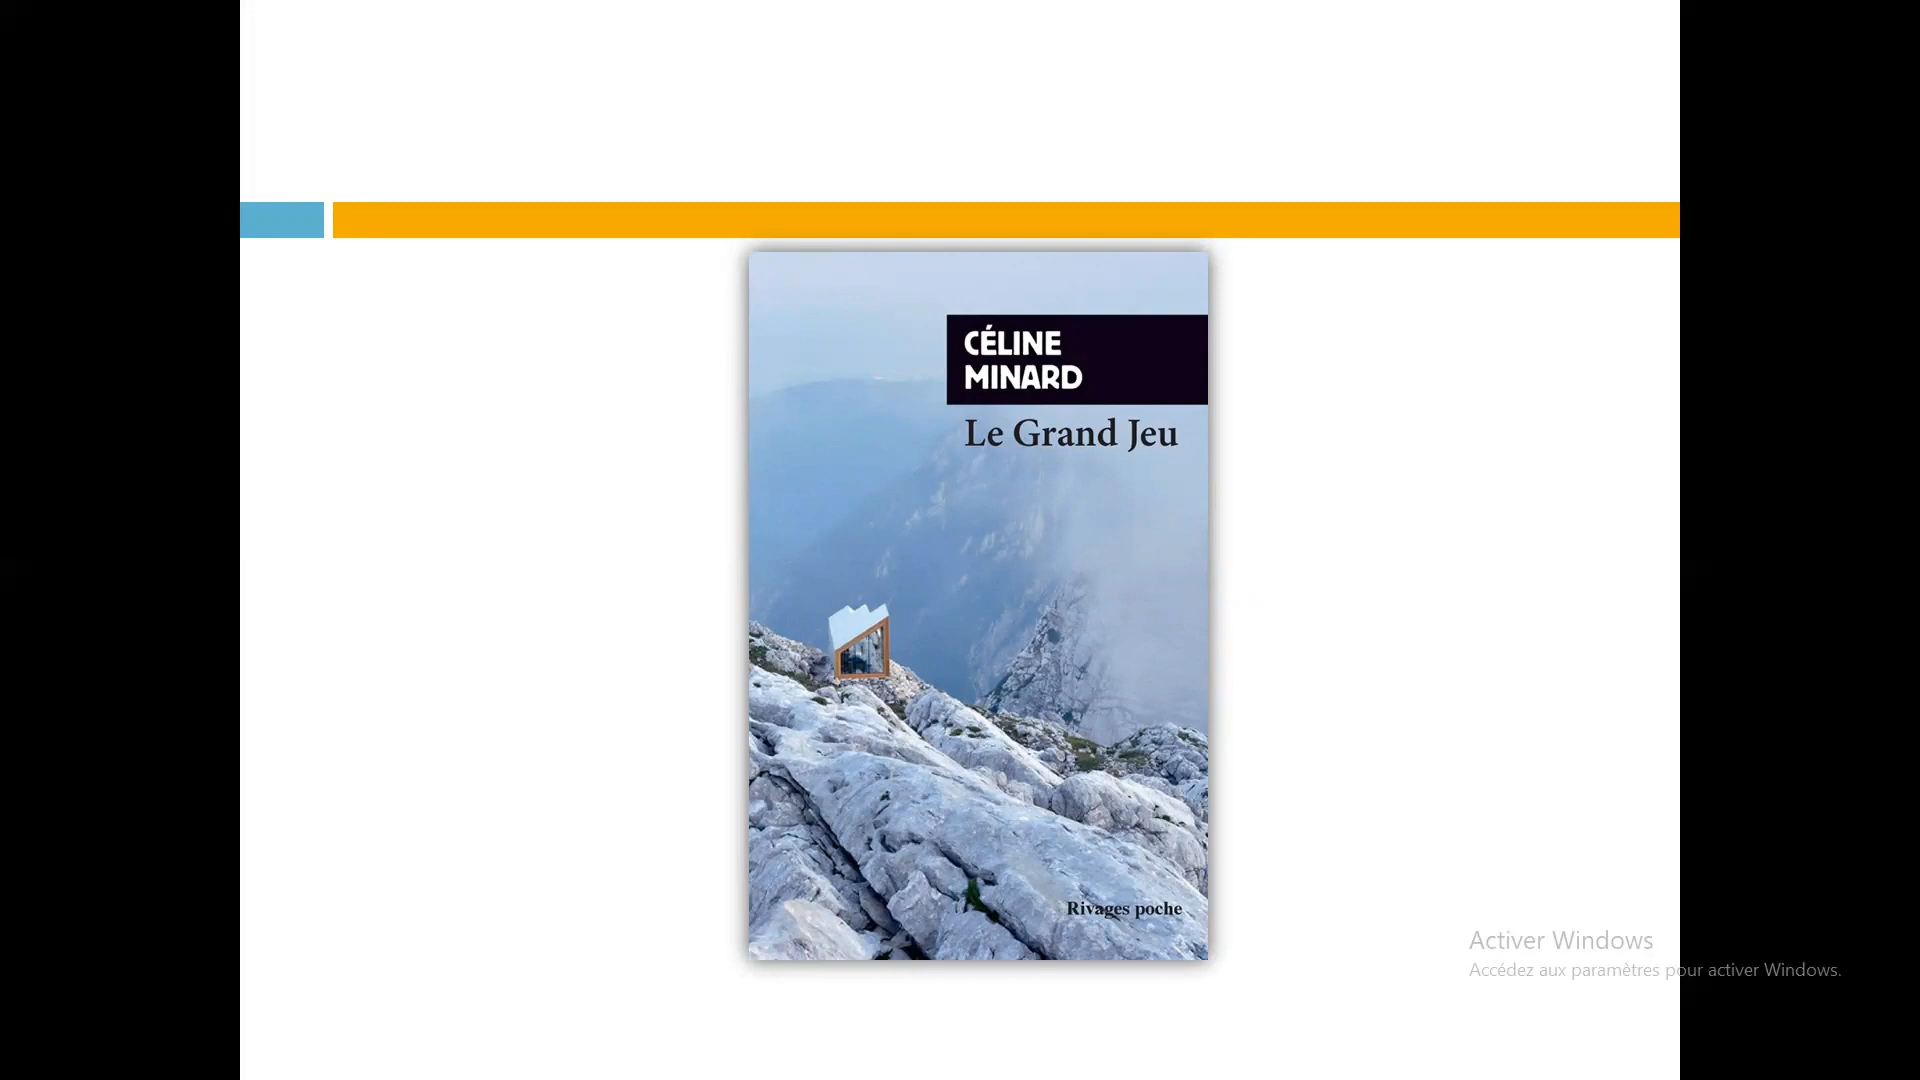 CÉLINE
MINARD
Le Grand Jeu
Rivages poche
Activer Windows
Accédez aux paramètres pour activer Windows.